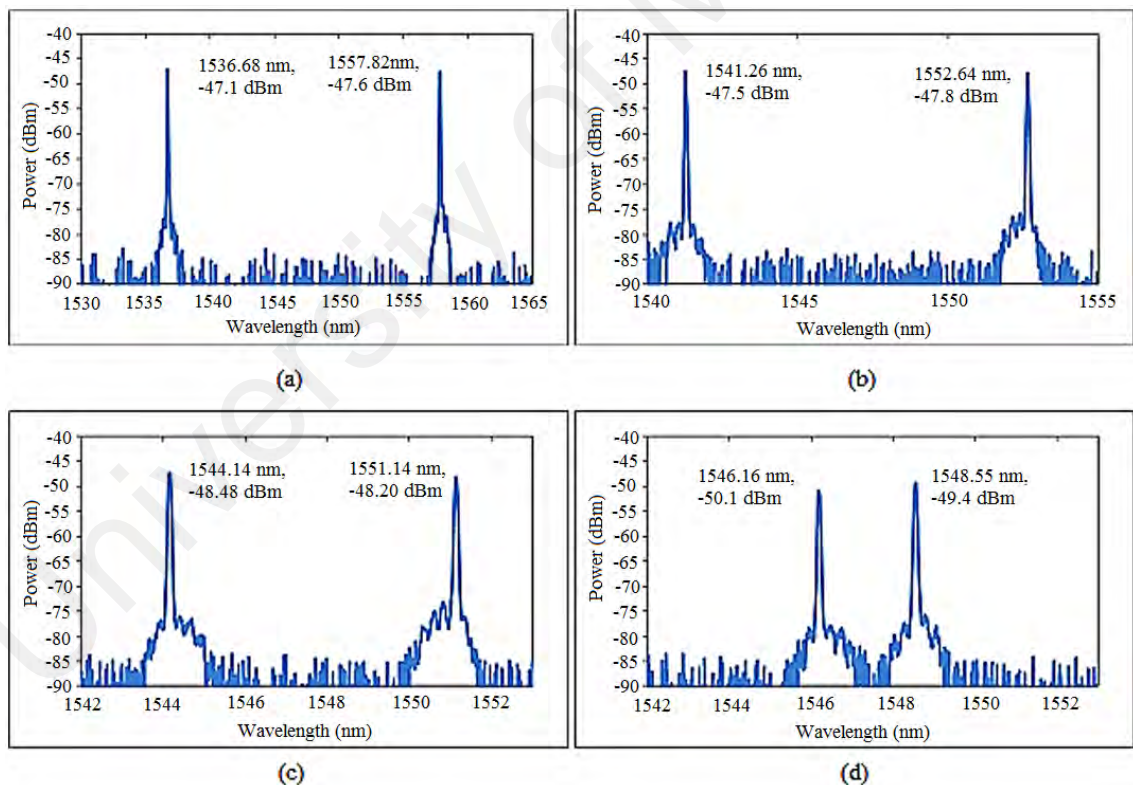 University of M
-40
-45
-50
-55
-60
-65
-70
-75
-80
-85
-90
Power (dBm)
1536.68 nm,
-47.1 dBm
1557.82nm,
-47.6 dBm
1530 1535 1540 1545 1550 1555 1560 1565
Wavelength (nm)
(a)
-40
-45
-50
-55
-60
-65
-70
-75
-80
-85
-90
Power (dBm)
1541.26 nm,
-47.5 dBm
1552.64 nm,
-47.8 dBm
1540 1545 1550 1555
Wavelength (nm)
(b)
-40
-45
-50
-55
-60
-65
-70
-75
-80
-85
-90
Power (dBm)
1544.14 nm,
-48.48 dBm
1551.14 nm,
-48.20 dBm
1542 1544 1546 1548 1550 1552
Wavelength (nm)
(c)
-40
-45
-50
-55
-60
-65
-70
-75
-80
-85
-90
Power (dBm)
1546.16 nm,
-50.1 dBm
1548.55 nm,
-49.4 dBm
1542 1544 1546 1548 1550 1552
Wavelength (nm)
(d)